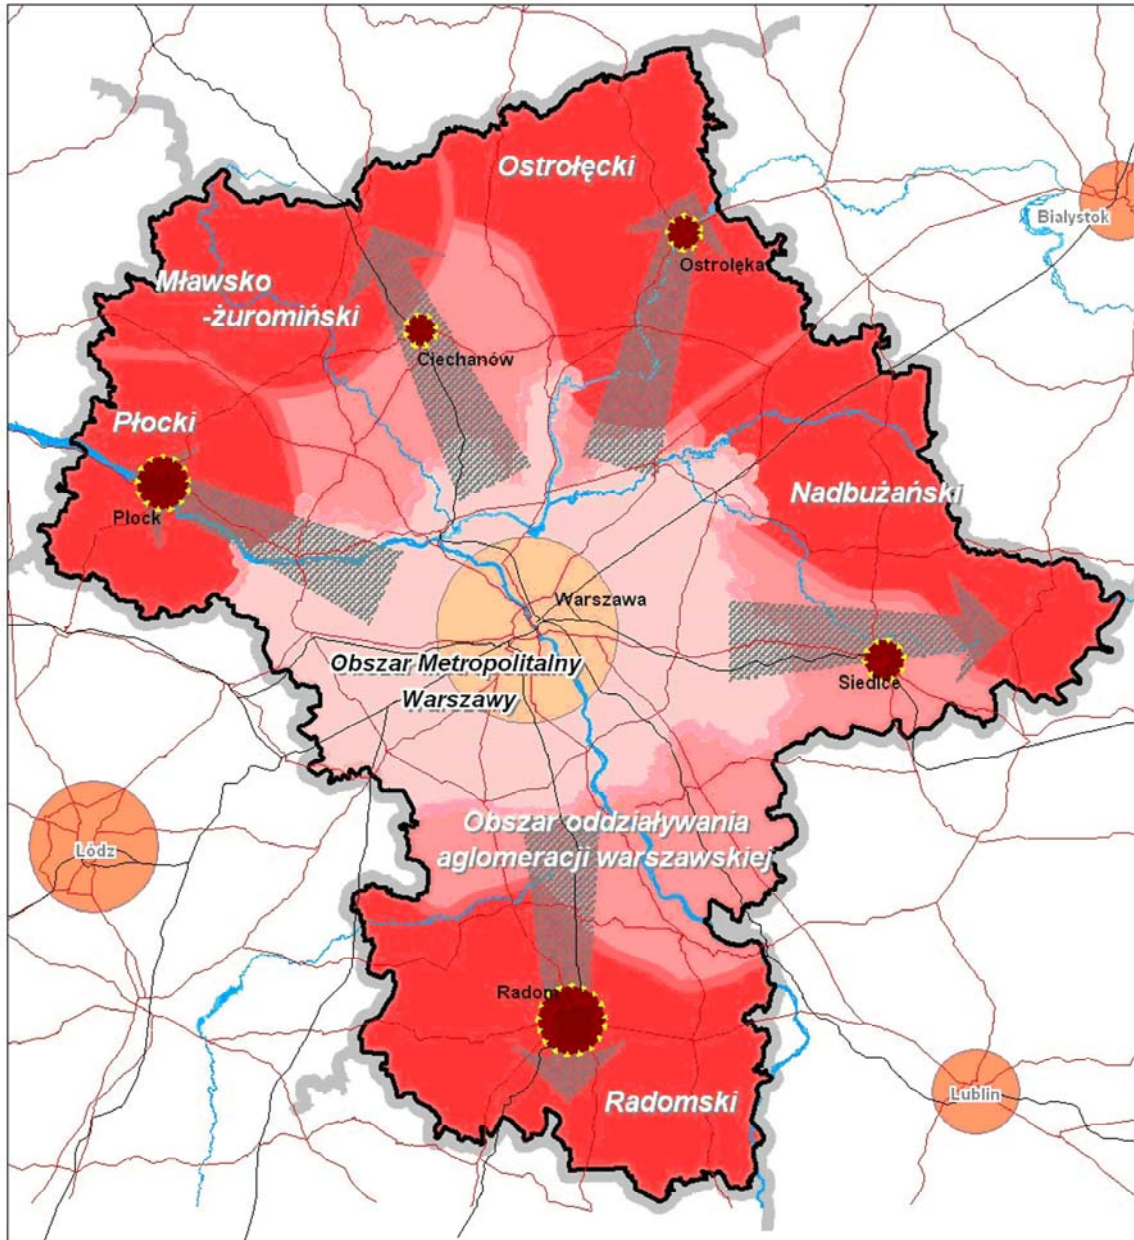 Ostrołęcki
Białystok
Ostrołęka
Mławsko
-żuromiński
Ciechanów
Płocki
Nadbużański
Płock
Warszawa
Obszar Metropolitalny
Warszawy
Siedlce
Obszar oddziaływania
aglomeracji warszawskiej
Łódz
Radom
Lublin
Radomski